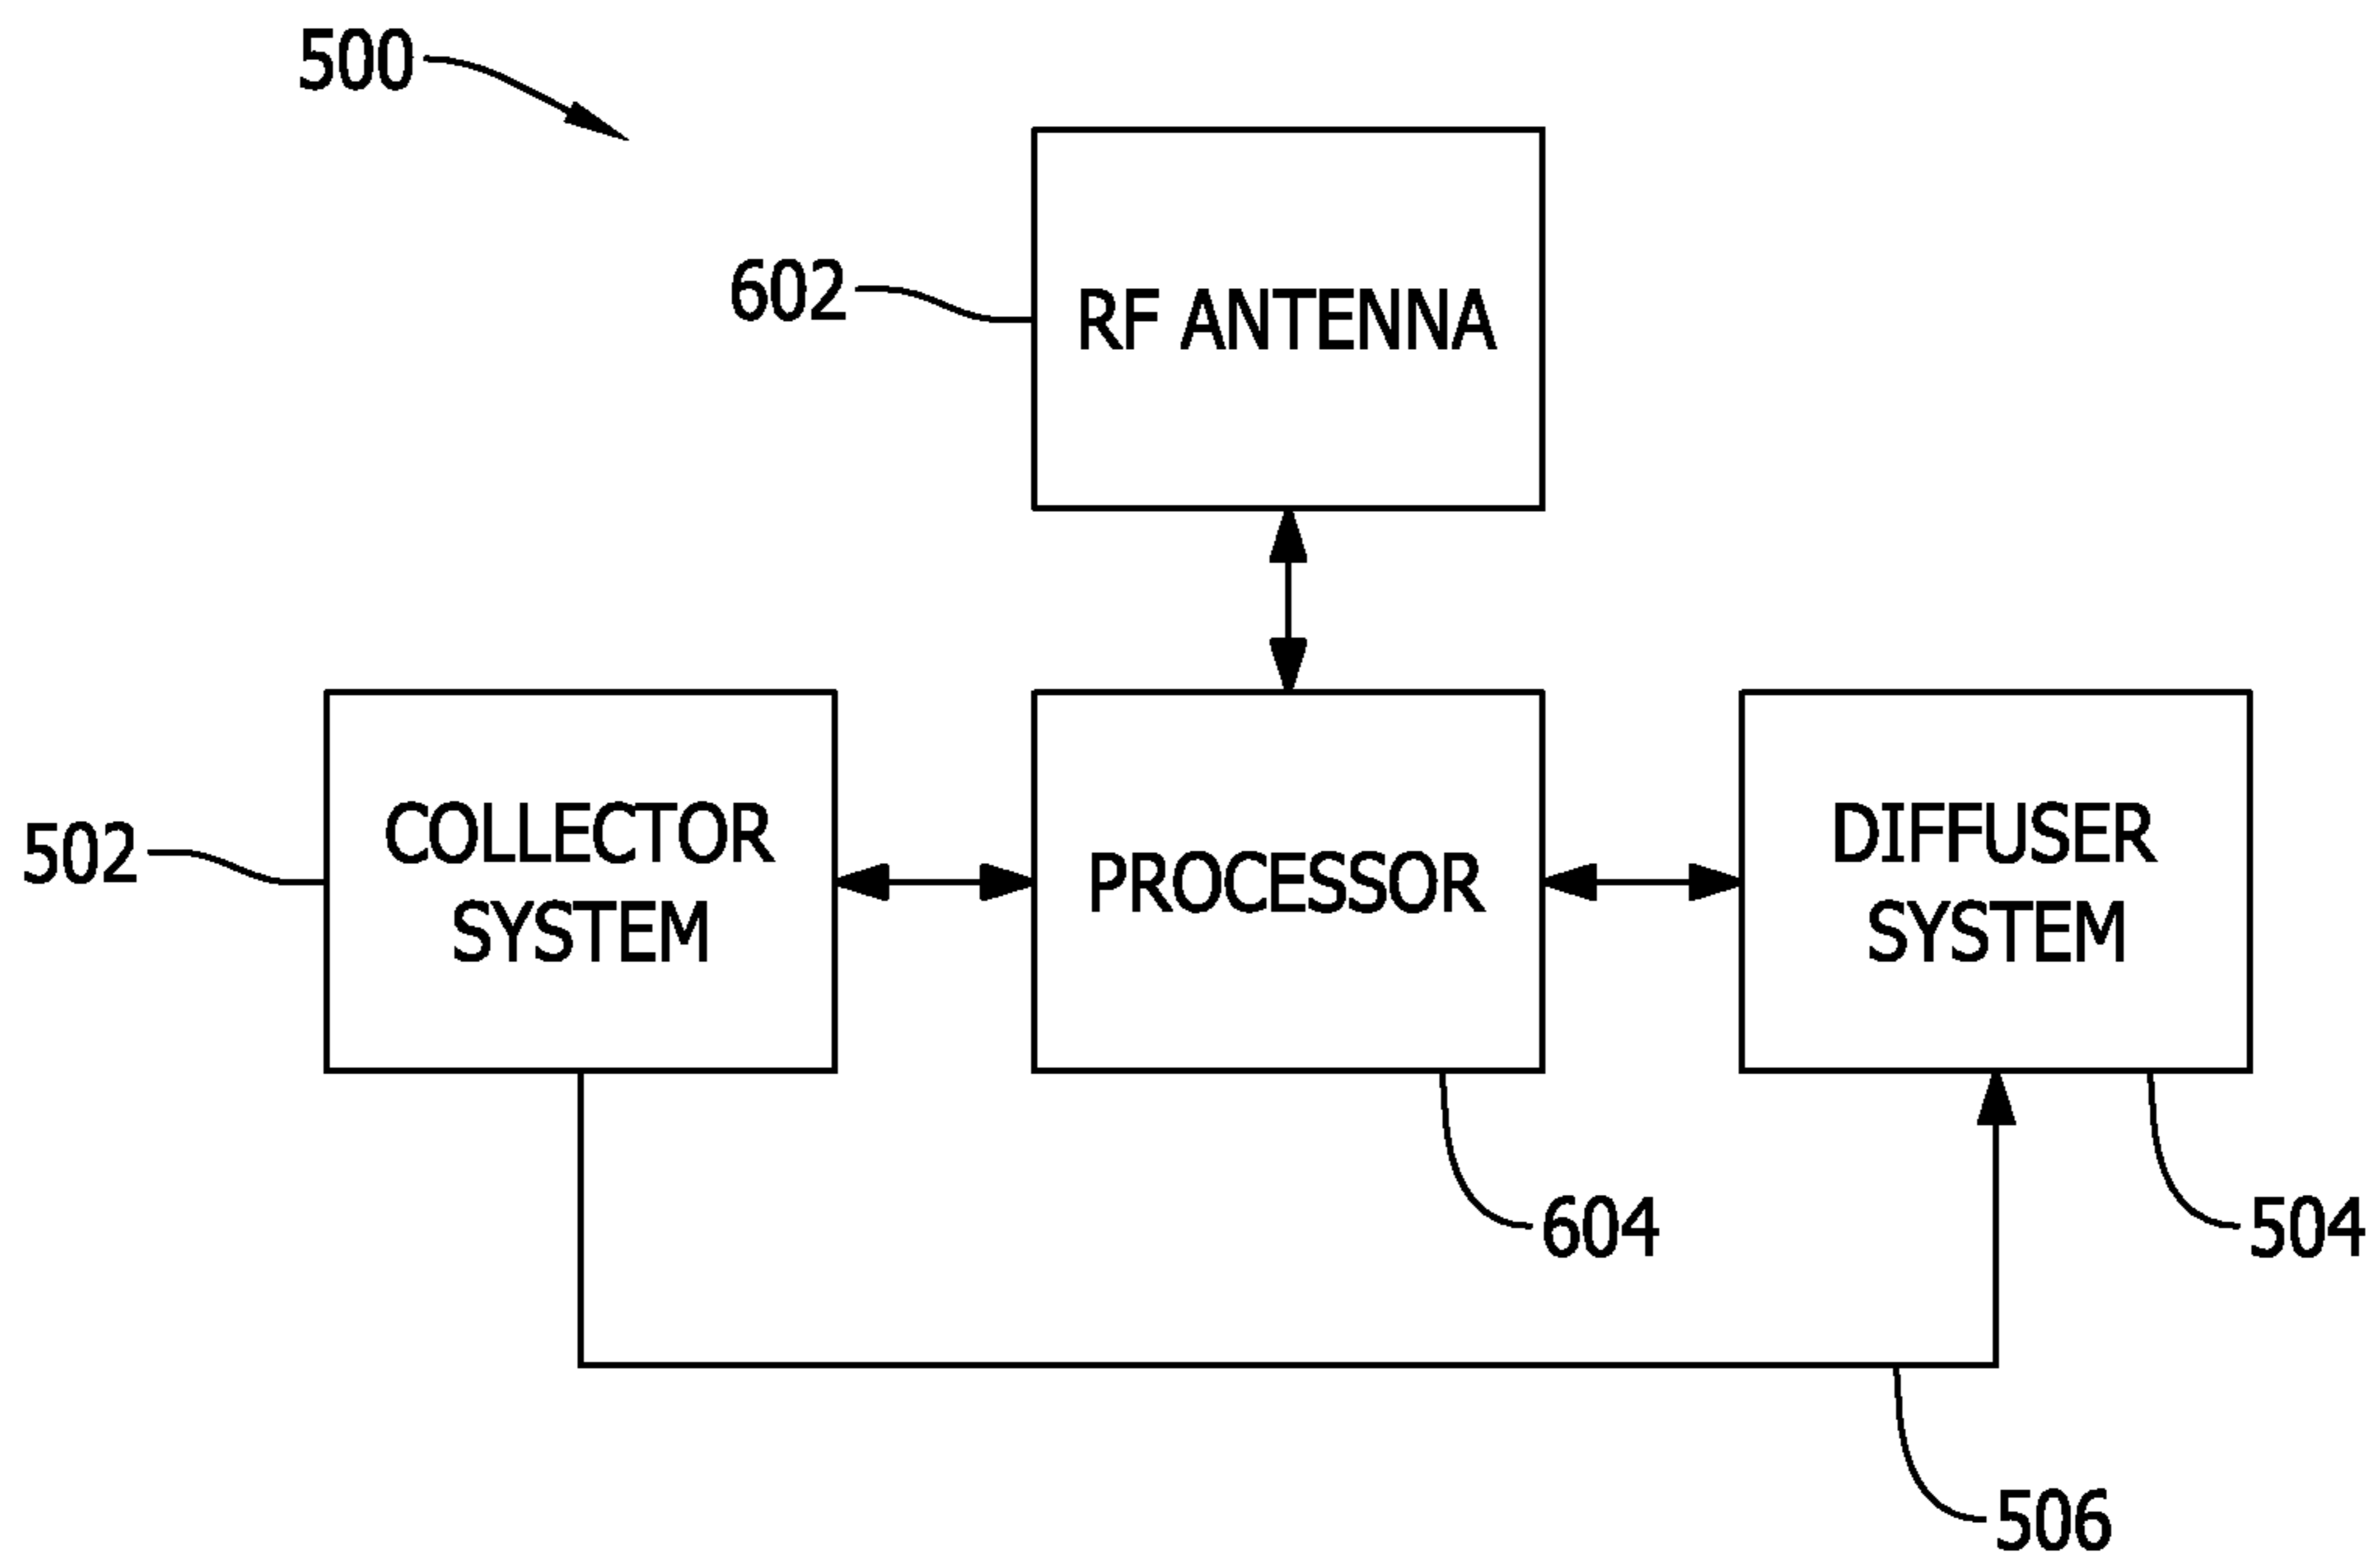 500
602
RF ANTENNA
502
COLLECTOR
SYSTEM
PROCESSOR
DIFFUSER
SYSTEM
604
504
506